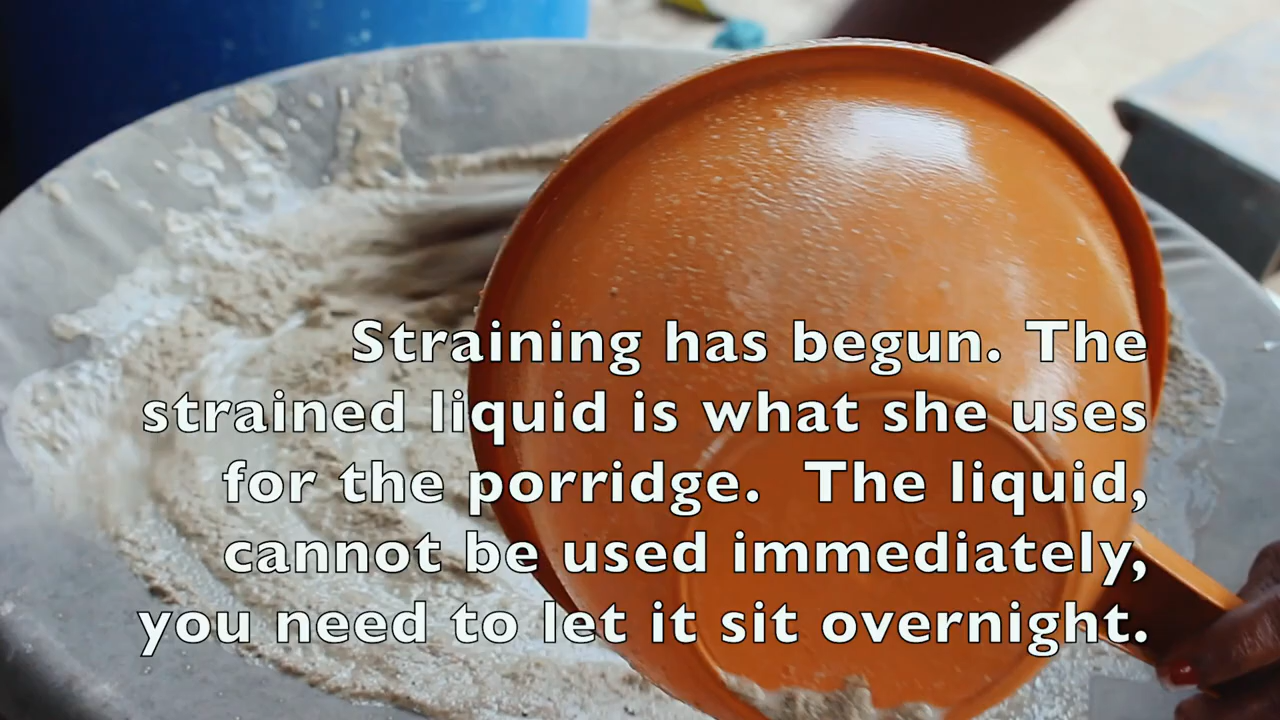 Straining has begun. The
strained liquid is what she uses
for the porridge.  The liquid,
cannot be used immediately,
you need to let it sit overnight.